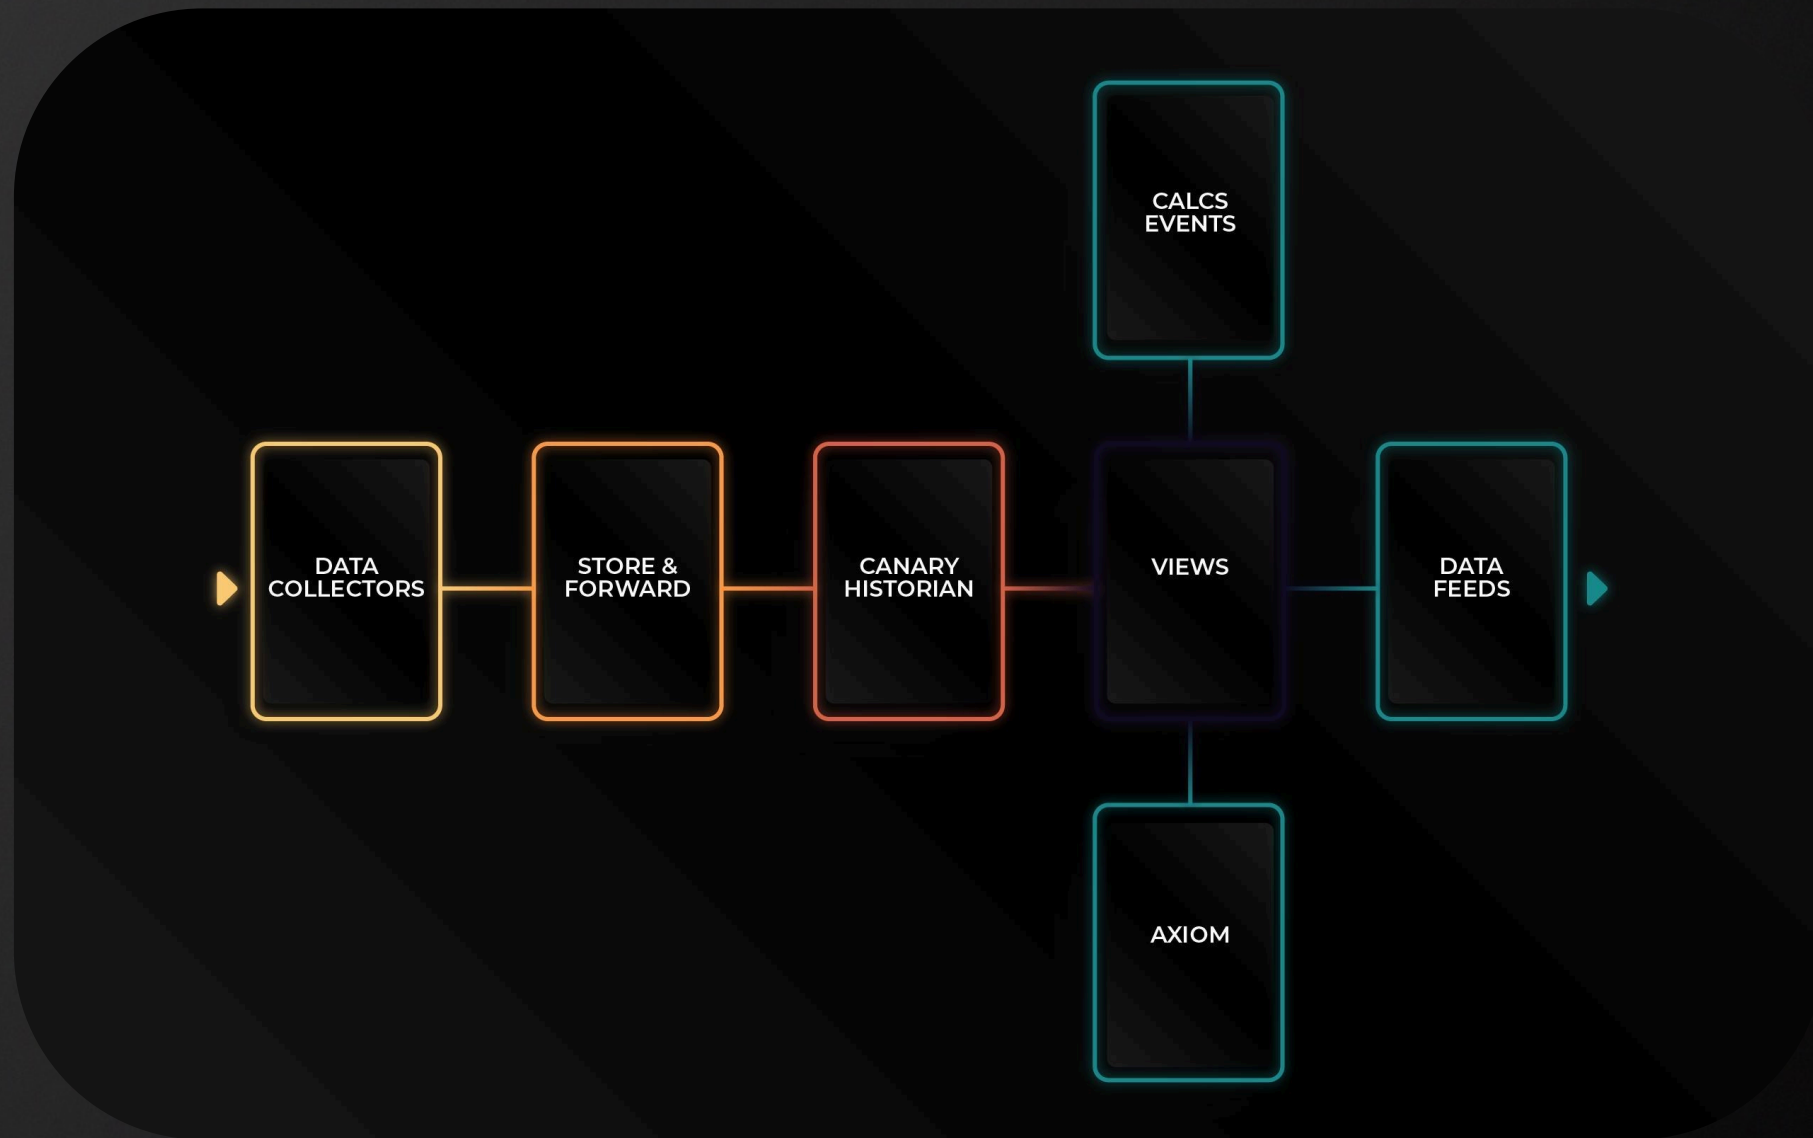 CALCS
EVENTS
DATA
COLLECTORS
STORE &
FORWARD
CANARY
HISTORIAN
VIEWS
DATA
FEEDS
AXIOM